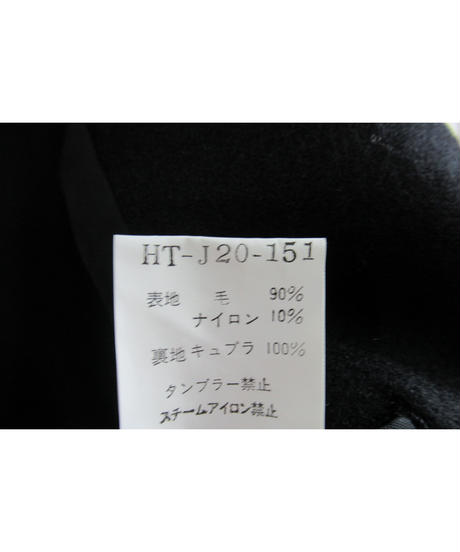 HT-J20-151
表地 毛 90%
ナイロン 10%
裏地 キュプラ 100%
タンブラー禁止
スチームアイロン禁止